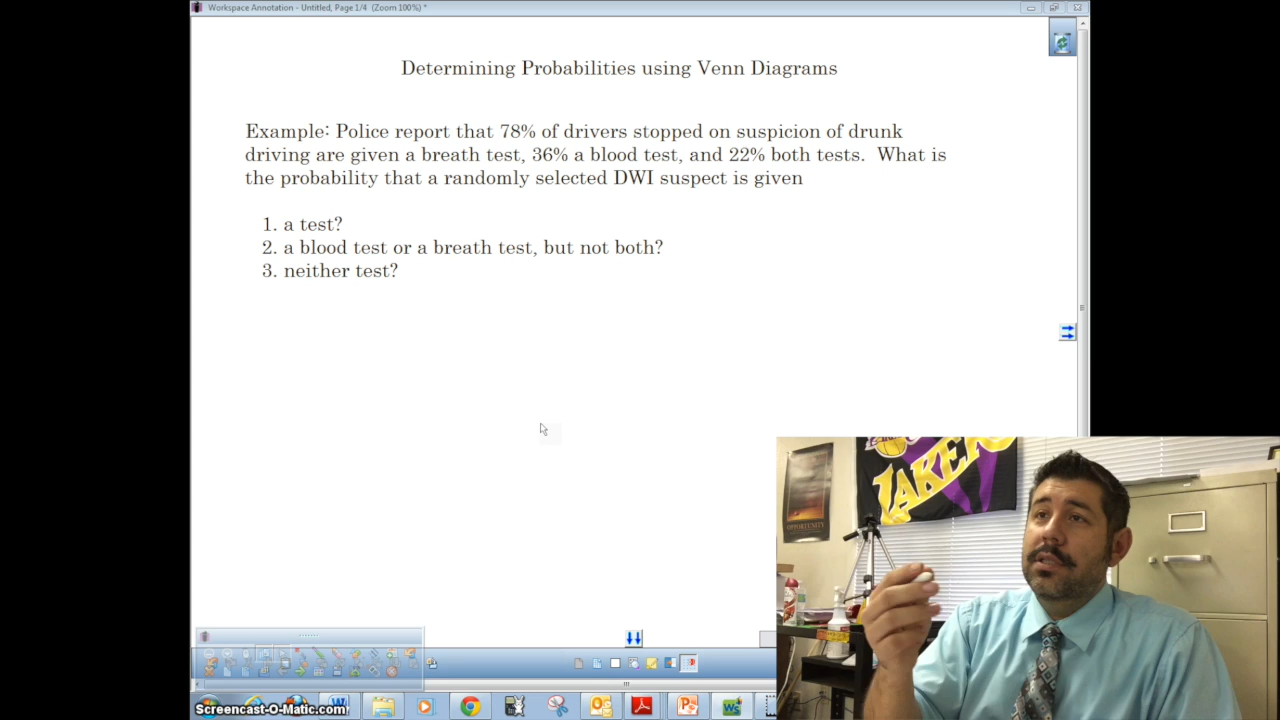 Workspace Annotation - Untitled, Page 1/4 (Zoom 100%) *
Determining Probabilities using Venn Diagrams
Example: Police report that 78% of drivers stopped on suspicion of drunk
driving are given a breath test, 36% a blood test, and 22% both tests. What is
the probability that a randomly selected DWI suspect is given
1. a test?
2. a blood test or a breath test, but not both?
3. neither test?
LAKERS
OPPORTUNITY
Screencast-O-Matic.com